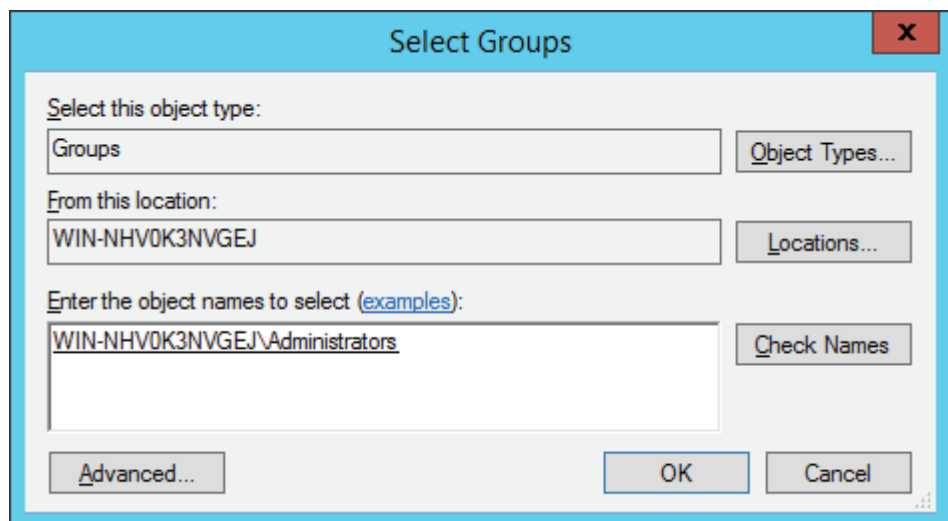 Select Groups
x
Select this object type:
Groups
Object Types...
From this location:
WIN-NHV0K3NVGEJ
Locations...
Enter the object names to select (examples):
WIN-NHV0K3NVGEJ\Administrators
Check Names
Advanced...
OK
Cancel